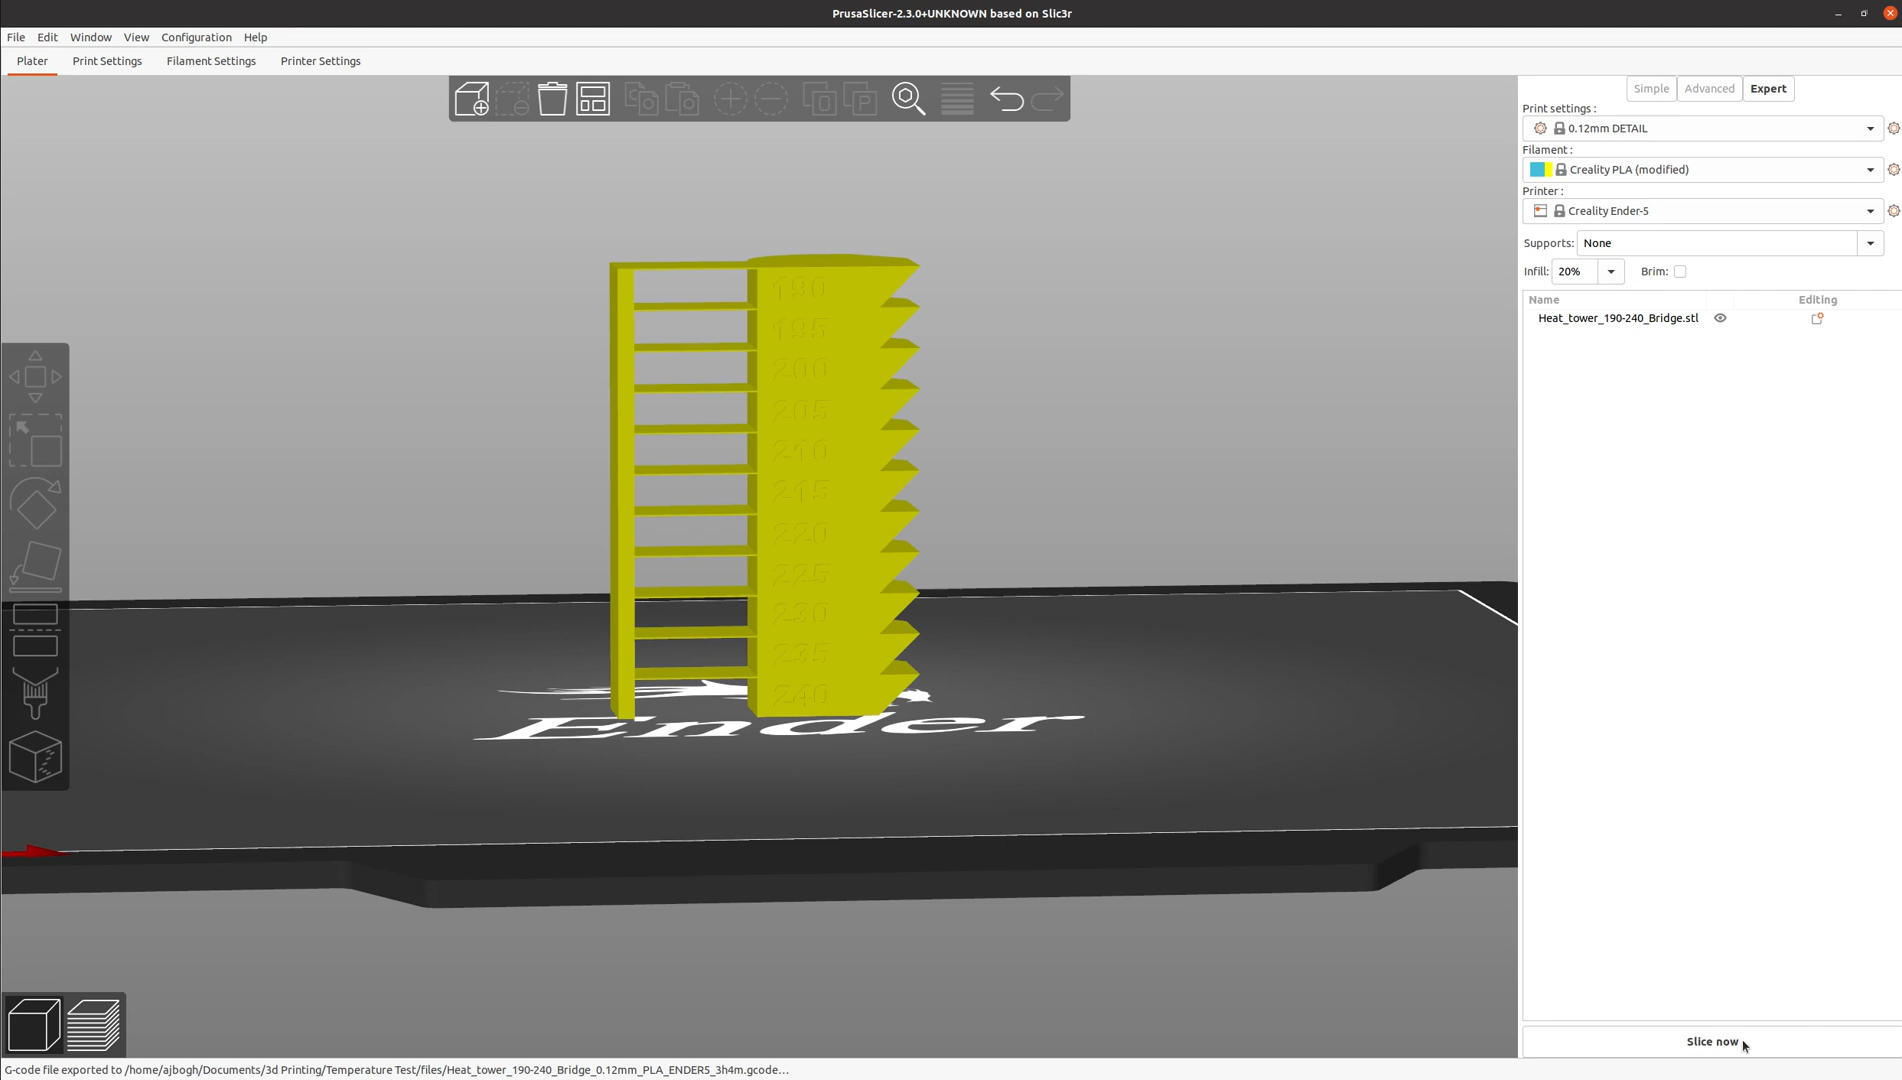 PrusaSlicer-2.3.0+UNKNOWN based on Slic3r
File Edit Window View Configuration Help
Plater Print Settings Filament Settings Printer Settings
Simple Advanced Expert
Print settings :
0.12mm DETAIL
Filament :
Creality PLA (modified)
Printer :
Creality Ender-5
Supports: None
Infill: 20% Brim:
Name Editing
Heat_tower_190-240_Bridge.stl
190
195
200
205
210
215
220
225
230
235
240
Ender
Slice now
G-code file exported to /home/ajbogh/Documents/3d Printing/Temperature Test/files/Heat_tower_190-240_Bridge_0.12mm_PLA_ENDER5_3h4m.gcode...